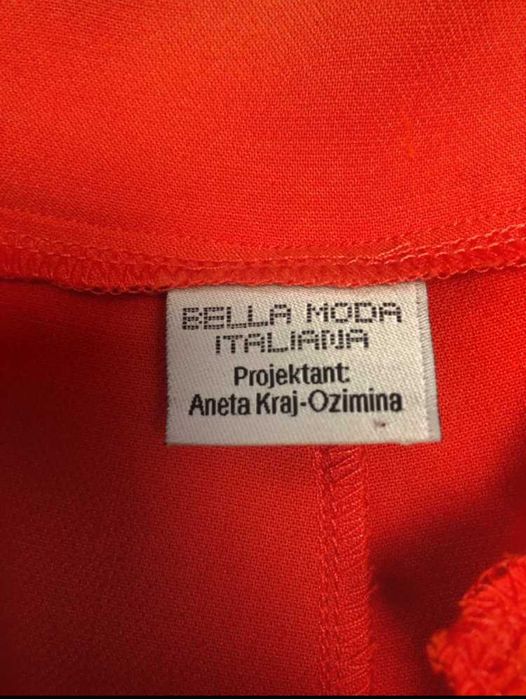 BELLA MODA
ITALIANA
Projektant:
Aneta Kraj-Ozimina